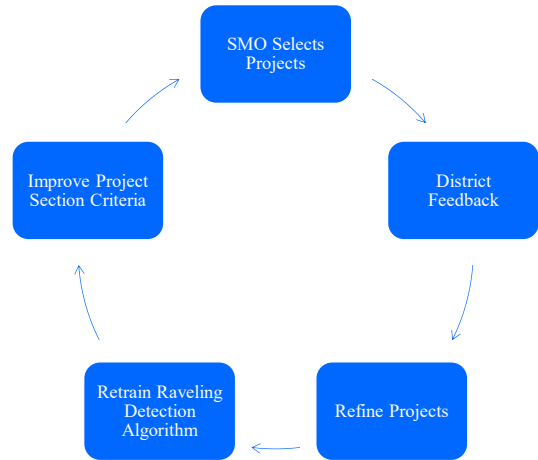 SMO Selects
Projects
District
Feedback
Refine Projects
Retrain Raveling
Detection
Algorithm
Improve Project
Section Criteria